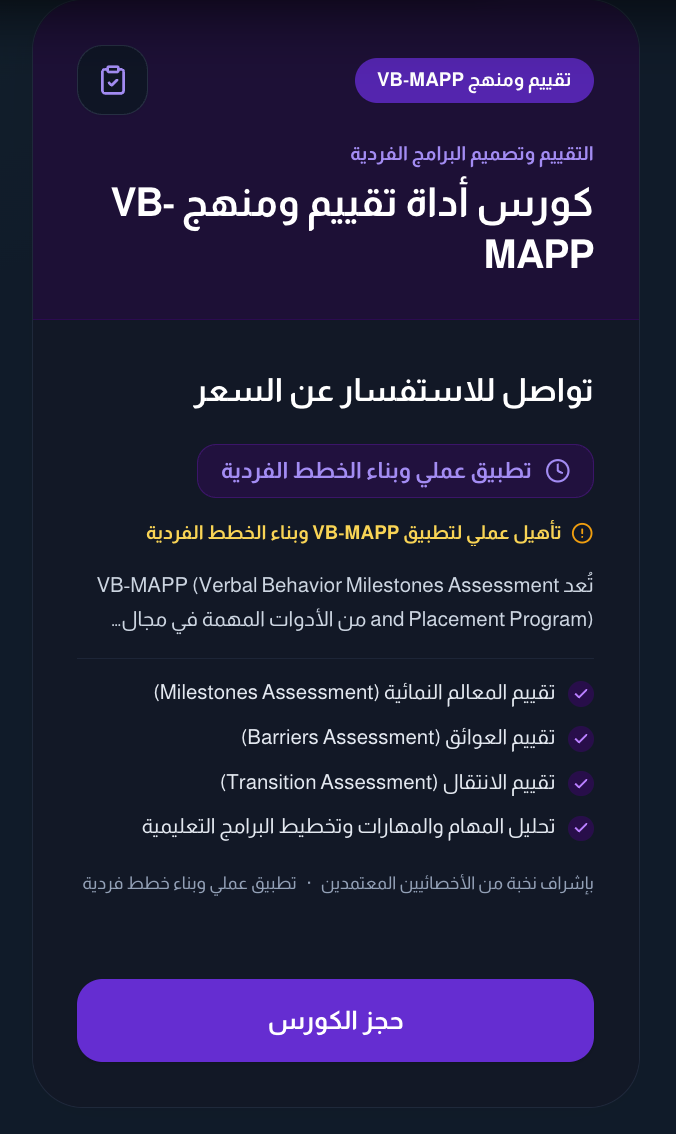 تقييم ومنهج VB-MAPP
التقييم وتصميم البرامج الفردية
كورس أداة تقييم ومنهج VB-
MAPP
تواصل للاستفسار عن السعر
تطبيق عملي وبناء الخطط الفردية
تأهيل عملي لتطبيق VB-MAPP وبناء الخطط الفردية
تُعد VB-MAPP (Verbal Behavior Milestones Assessment
and Placement Program) من الأدوات المهمة في مجال…
تقييم المعالم النمائية (Milestones Assessment)
تقييم العوائق (Barriers Assessment)
تقييم الانتقال (Transition Assessment)
تحليل المهام والمهارات وتخطيط البرامج التعليمية
بإشراف نخبة من الأخصائيين المعتمدين · تطبيق عملي وبناء خطط فردية
حجز الكورس